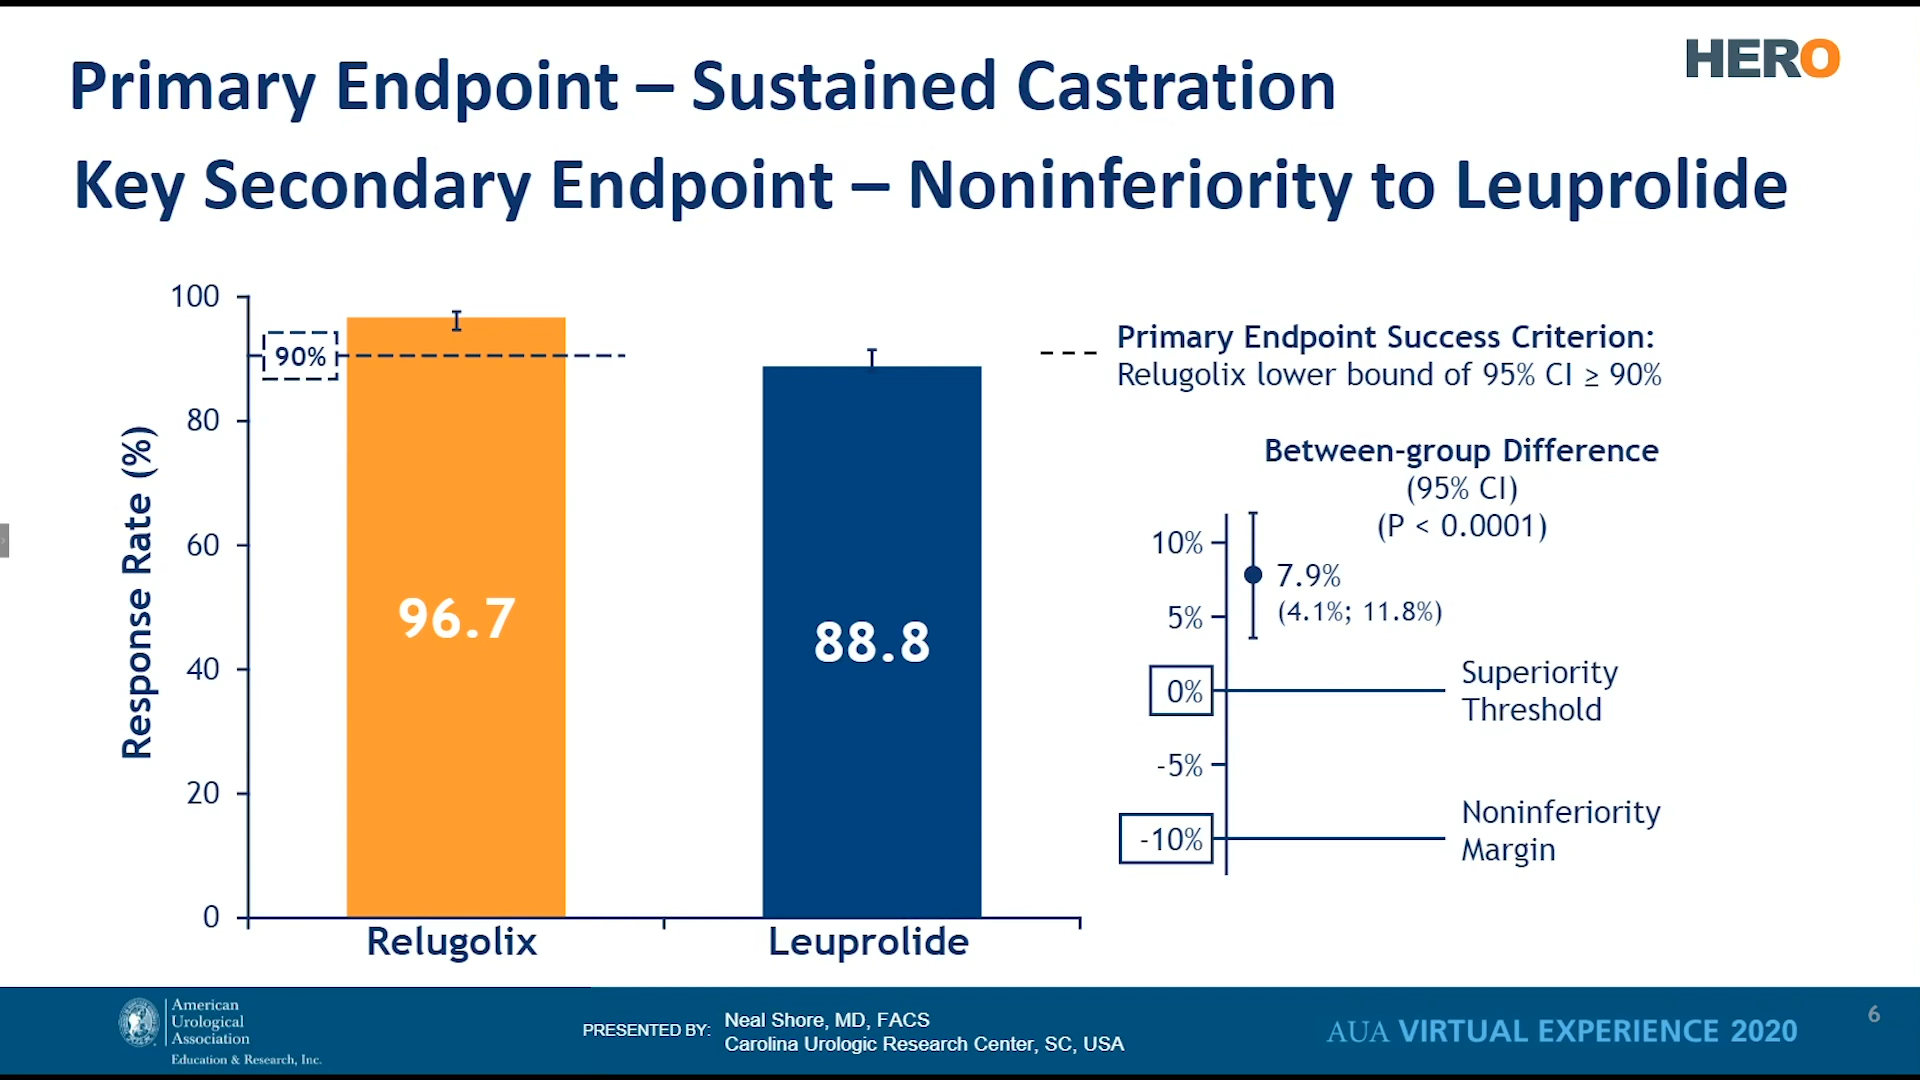 HERO
Primary Endpoint – Sustained Castration
Key Secondary Endpoint – Noninferiority to Leuprolide
Response Rate (%)
100
80
60
40
20
0
90%
96.7
88.8
Relugolix
Leuprolide
Primary Endpoint Success Criterion:
Relugolix lower bound of 95% CI ≥ 90%
Between-group Difference
(95% CI)
(P < 0.0001)
10%
5%
0%
-5%
-10%
7.9%
(4.1%; 11.8%)
Superiority
Threshold
Noninferiority
Margin
American
Urological
Association
Education & Research, Inc.
PRESENTED BY:
Neal Shore, MD, FACS
Carolina Urologic Research Center, SC, USA
AUA VIRTUAL EXPERIENCE 2020
6